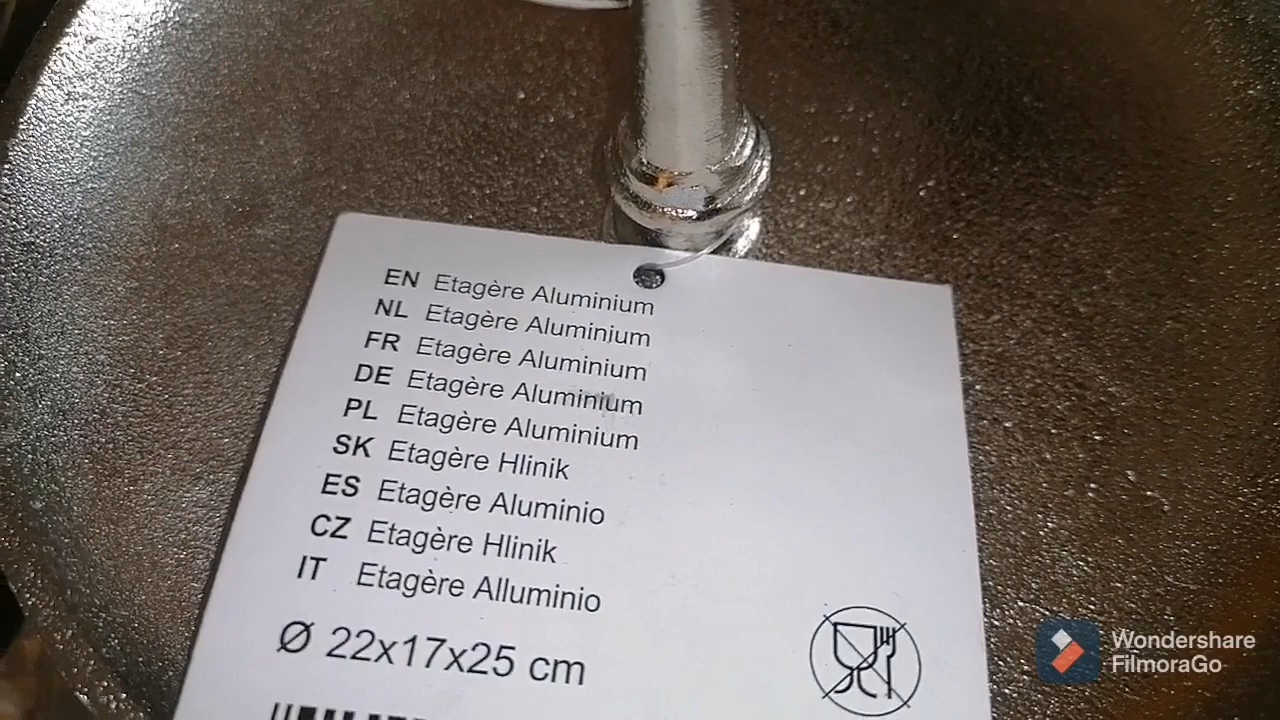 EN Etagère Aluminium
NL Etagère Aluminium
FR Etagère Aluminium
DE Etagère Aluminium
PL Etagère Aluminium
SK Etagère Hlinik
ES Etagère Aluminio
CZ Etagère Hlinik
IT Etagère Alluminio
Ø 22x17x25 cm
Wondershare
FilmoraGo